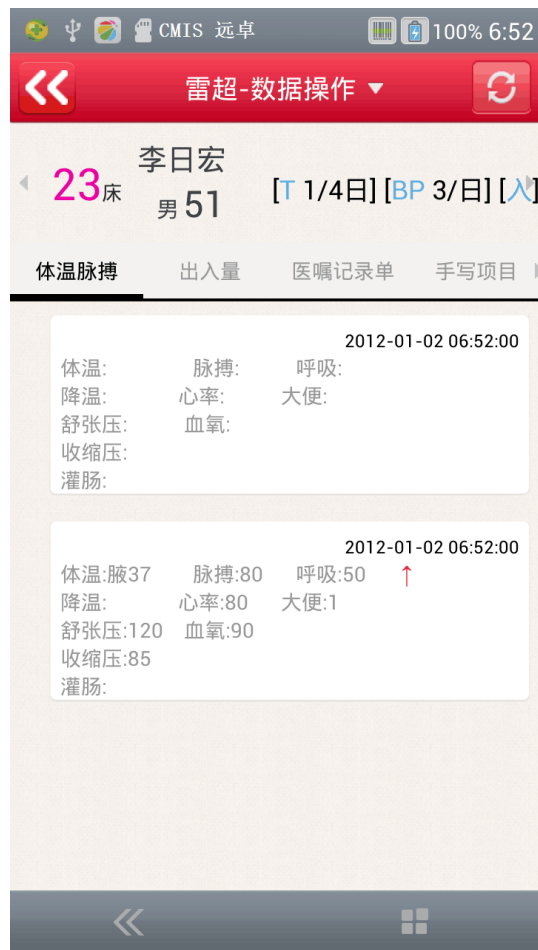 CMIS 远卓 100% 6:52
雷超-数据操作
23床 李日宏 男 51 [T 1/4日] [BP 3/日] [入]
体温脉搏 出入量 医嘱记录单 手写项目
2012-01-02 06:52:00
体温: 脉搏: 呼吸:
降温: 心率: 大便:
舒张压: 血氧:
收缩压:
灌肠:
2012-01-02 06:52:00
体温:腋37 脉搏:80 呼吸:50 ↑
降温: 心率:80 大便:1
舒张压:120 血氧:90
收缩压:85
灌肠: